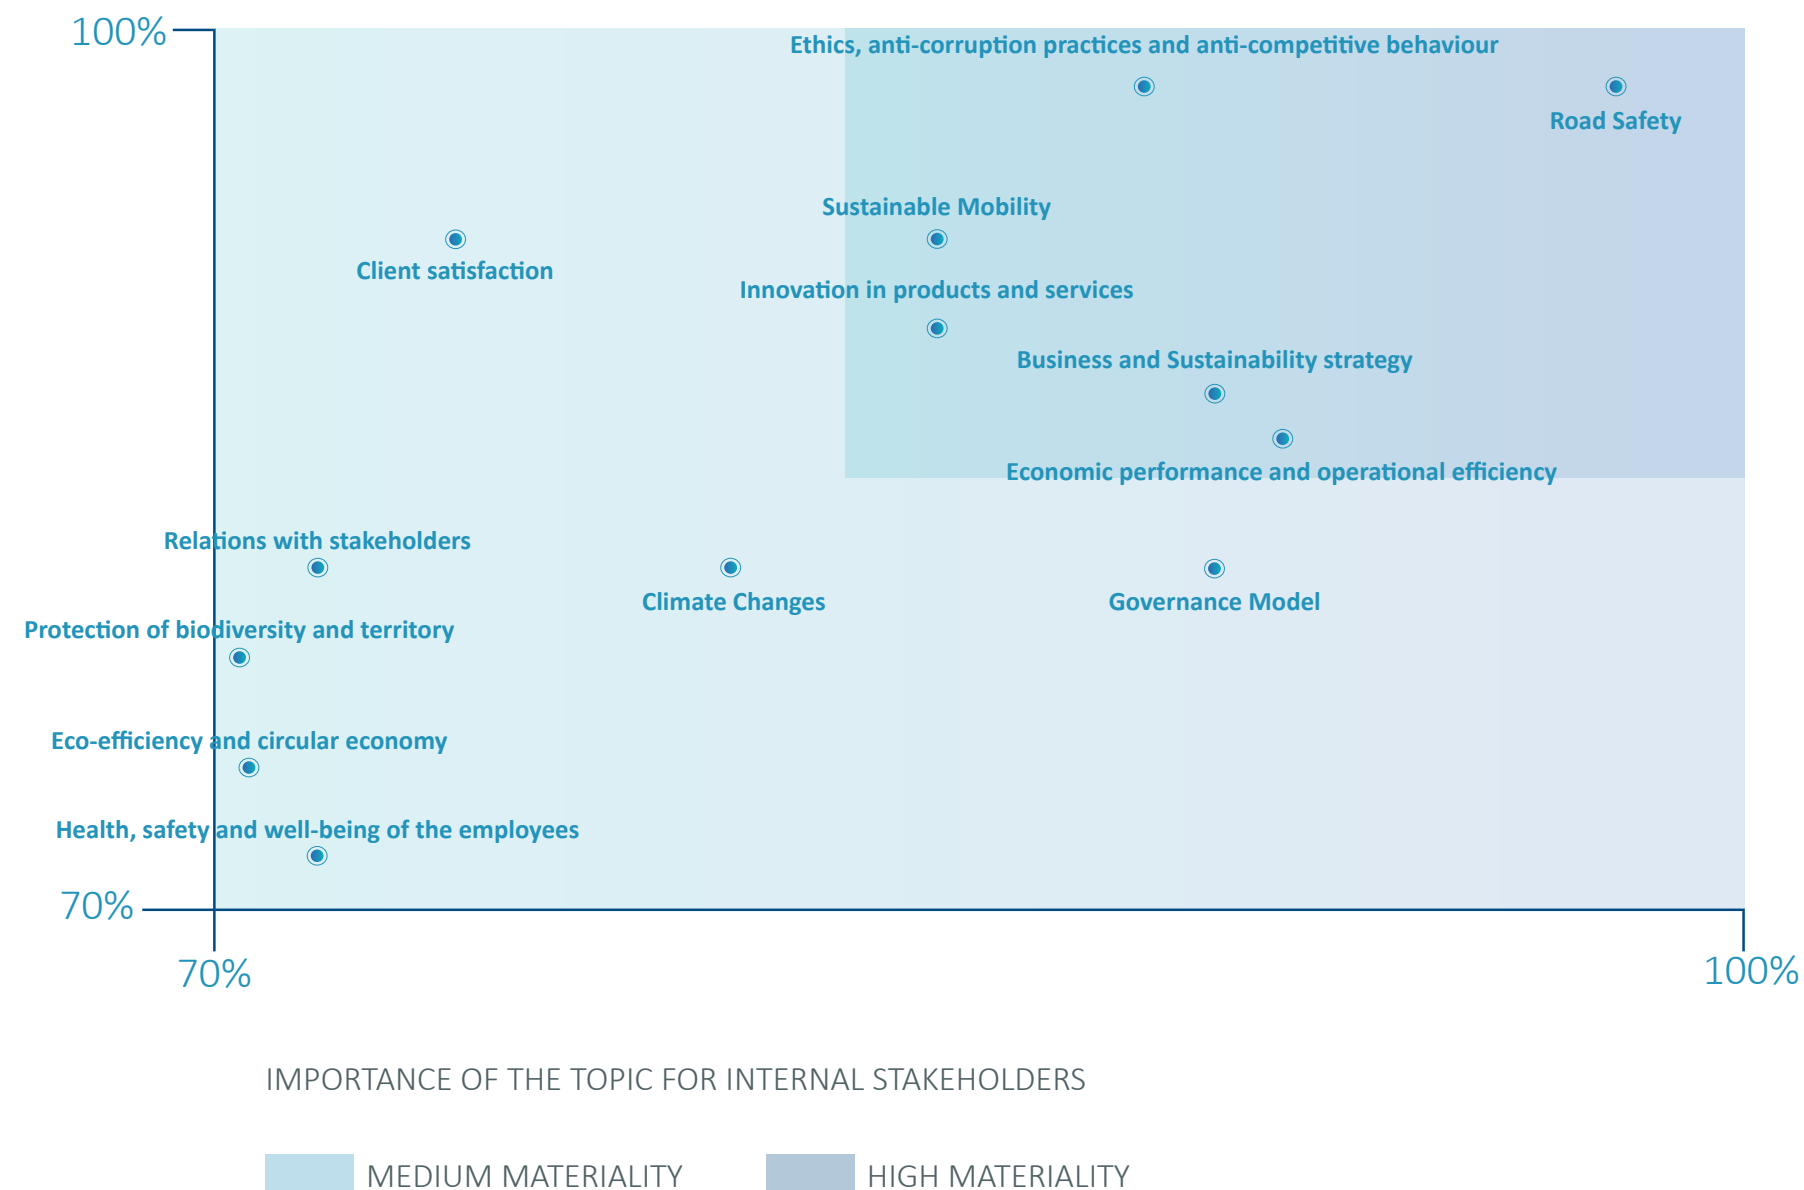 100%
Ethics, anti-corruption practices and anti-competitive behaviour
Road Safety
Sustainable Mobility
Client satisfaction
Innovation in products and services
Business and Sustainability strategy
Economic performance and operational efficiency
Relations with stakeholders
Climate Changes
Governance Model
Protection of biodiversity and territory
Eco-efficiency and circular economy
Health, safety and well-being of the employees
70%
70%
100%
IMPORTANCE OF THE TOPIC FOR INTERNAL STAKEHOLDERS
MEDIUM MATERIALITY
HIGH MATERIALITY